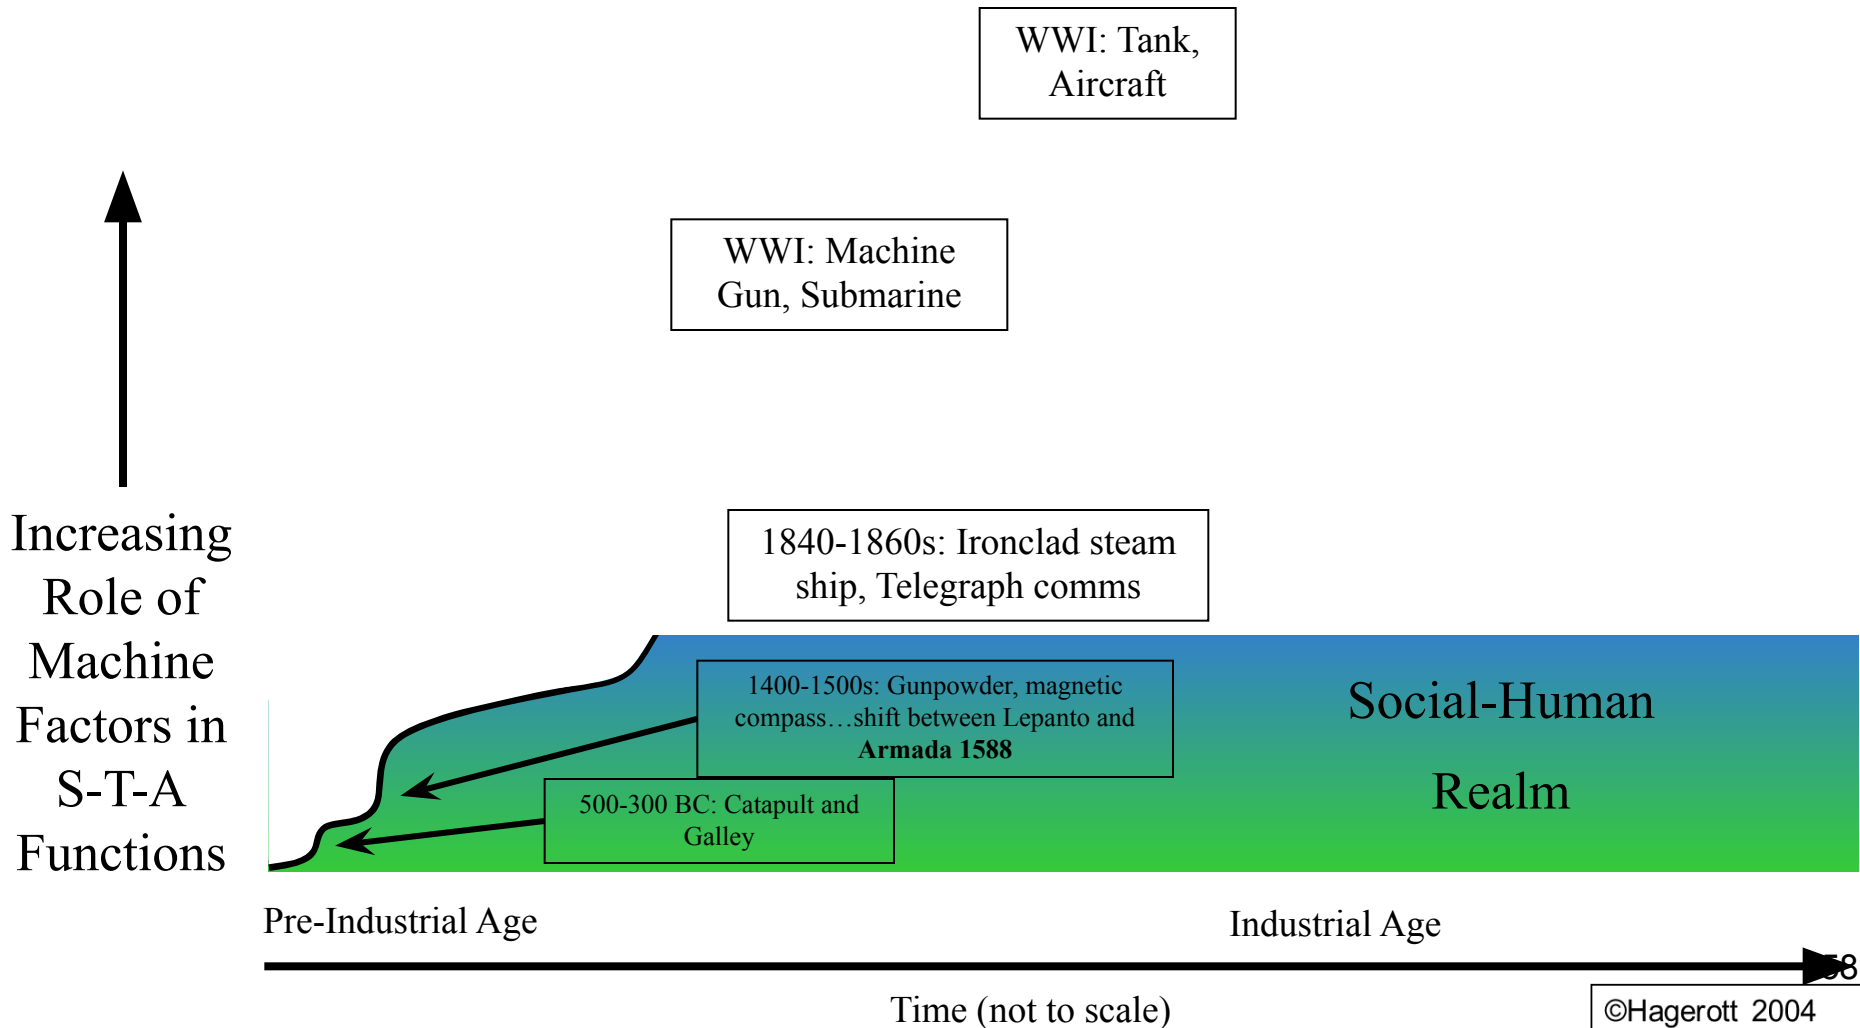 WWI: Tank,
Aircraft
WWI: Machine
Gun, Submarine
Increasing
Role of
Machine
Factors in
S-T-A
Functions
1840-1860s: Ironclad steam
ship, Telegraph comms
1400-1500s: Gunpowder, magnetic
compass…shift between Lepanto and
Armada 1588
500-300 BC: Catapult and
Galley
Social-Human
Realm
Pre-Industrial Age
Industrial Age
58
Time (not to scale)
©Hagerott 2004